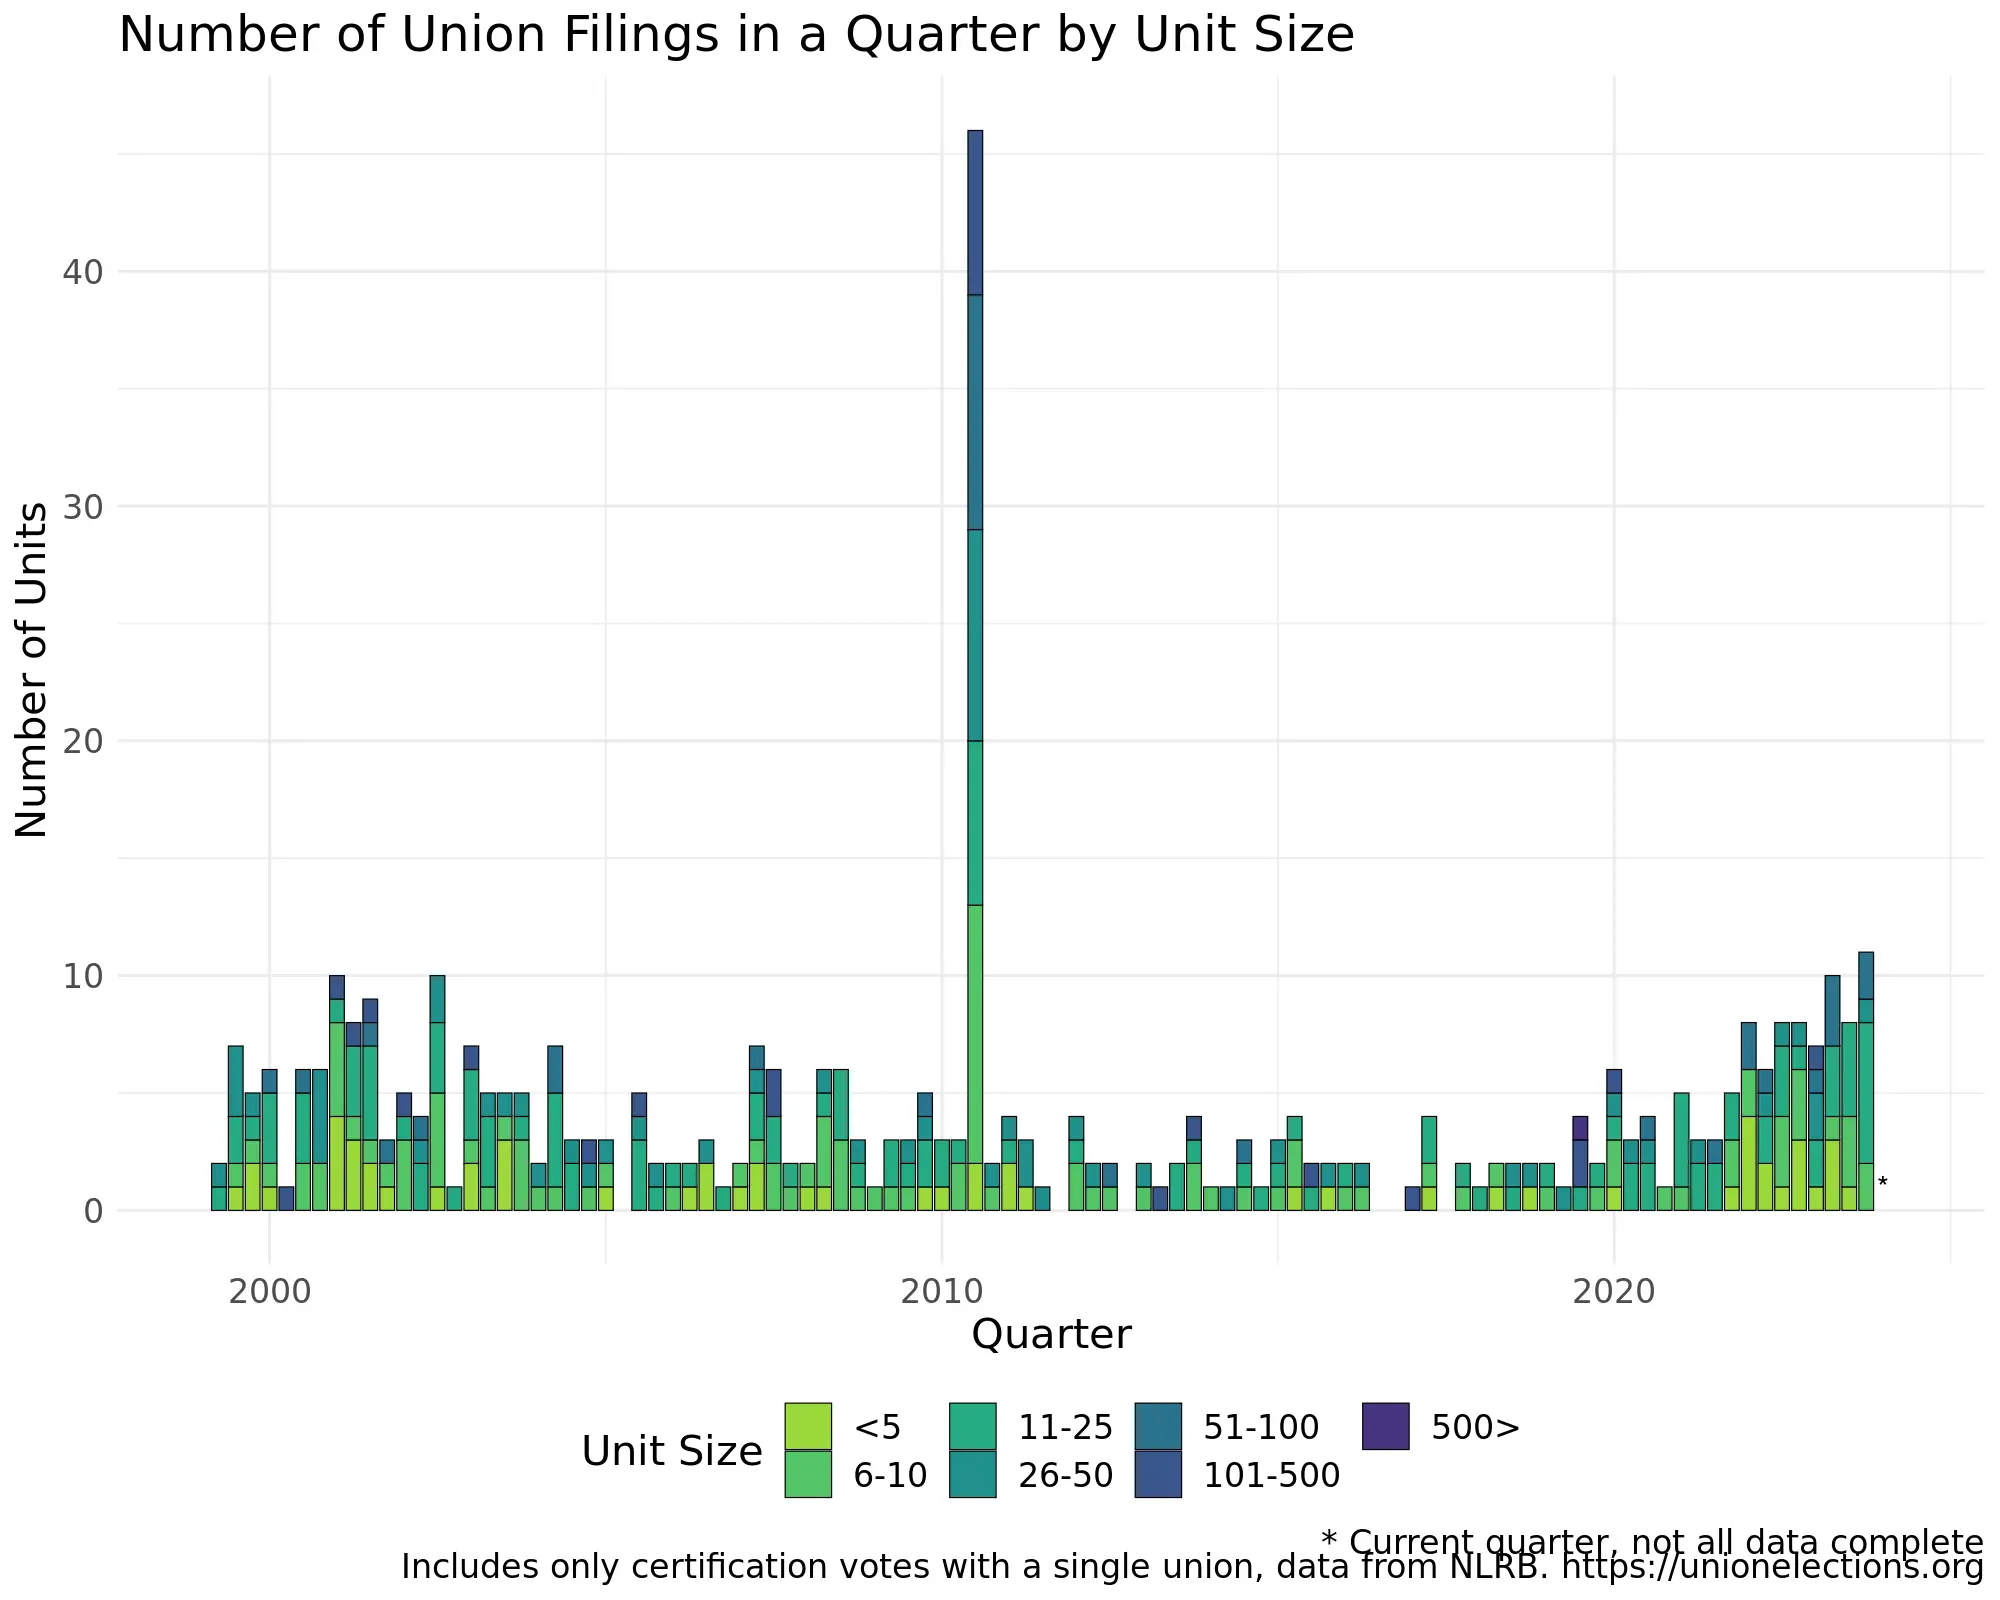 Number of Union Filings in a Quarter by Unit Size
Number of Units
40
30
20
10
0
*
2000 2010 2020
Quarter
Unit Size
<5 11-25 51-100 500>
6-10 26-50 101-500
* Current quarter, not all data complete
Includes only certification votes with a single union, data from NLRB. https://unionelections.org